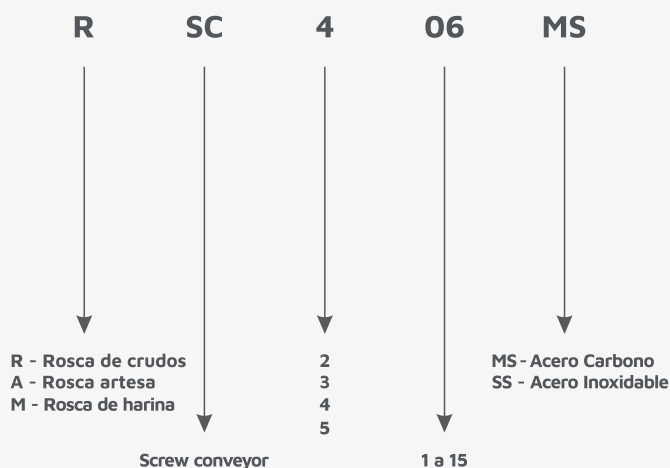 R SC 4 06 MS
R - Rosca de crudos 2 MS - Acero Carbono
A - Rosca artesa 3 SS - Acero Inoxidable
M - Rosca de harina 4
5
Screw conveyor 1 a 15